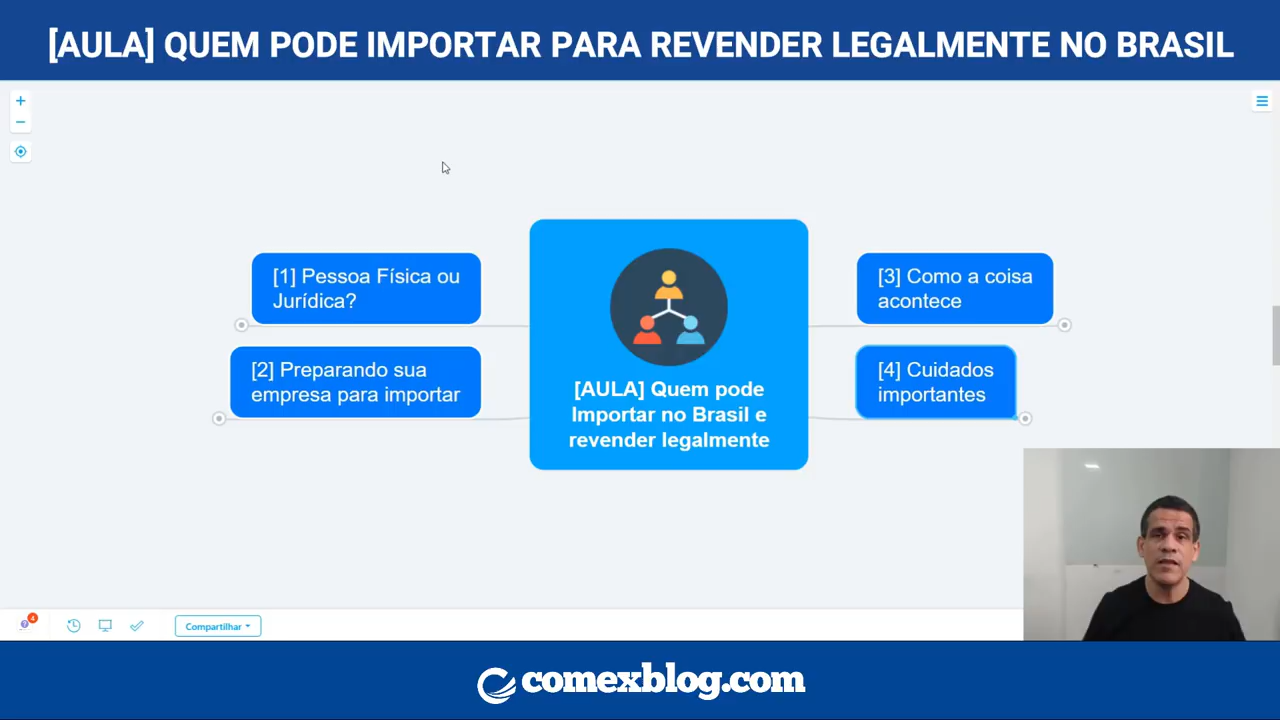 [AULA] QUEM PODE IMPORTAR PARA REVENDER LEGALMENTE NO BRASIL
[1] Pessoa Física ou
Jurídica?
[2] Preparando sua
empresa para importar
[AULA] Quem pode
Importar no Brasil e
revender legalmente
[3] Como a coisa
acontece
[4] Cuidados
importantes
4
Compartilhar
comexblog.com